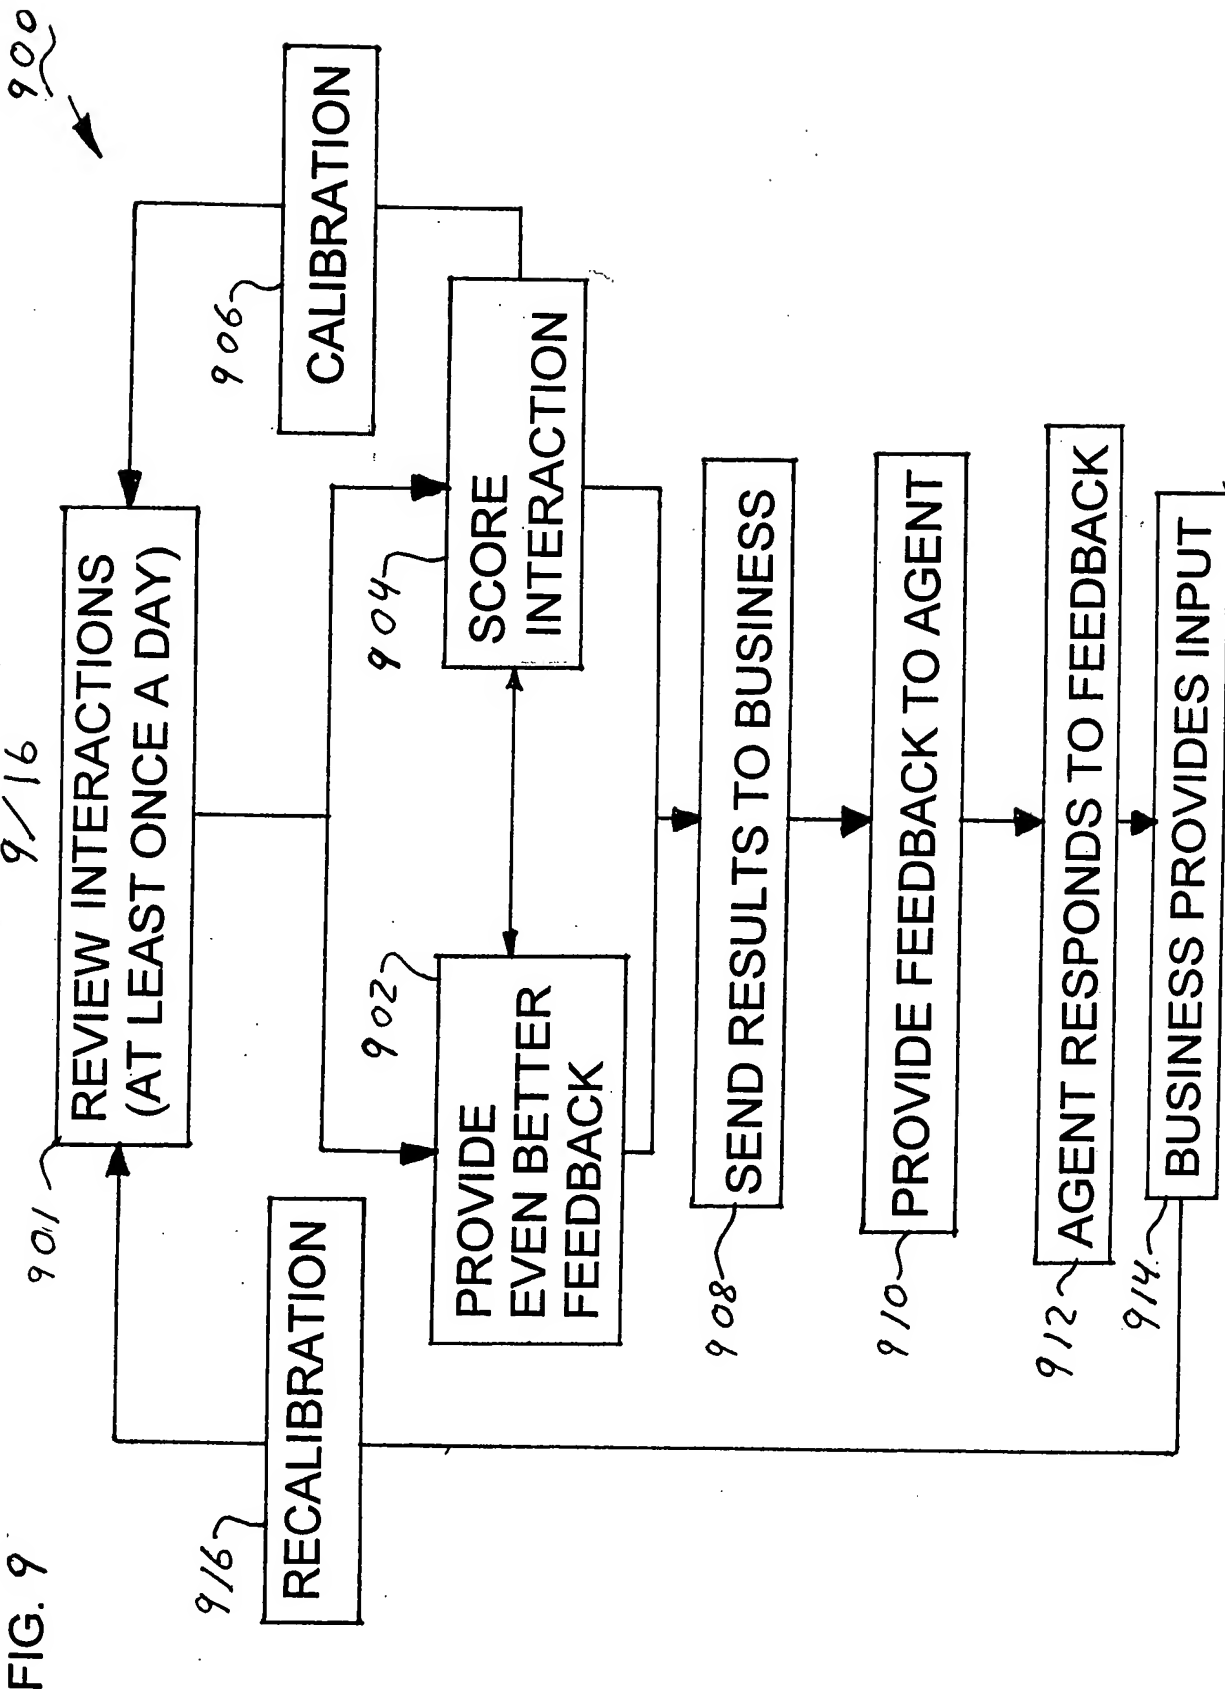 9/16
FIG. 9
900
901
REVIEW INTERACTIONS
(AT LEAST ONCE A DAY)
916
RECALIBRATION
906
CALIBRATION
902
PROVIDE
EVEN BETTER
FEEDBACK
904
SCORE
INTERACTION
908
SEND RESULTS TO BUSINESS
910
PROVIDE FEEDBACK TO AGENT
912
AGENT RESPONDS TO FEEDBACK
914
BUSINESS PROVIDES INPUT